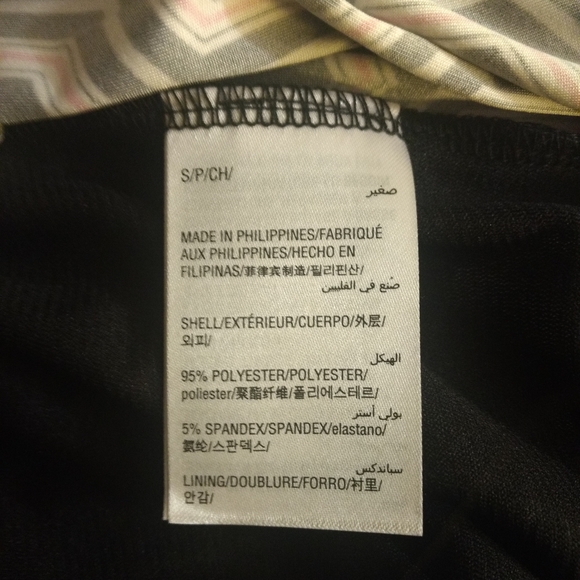 S/P/CH/
صغير
MADE IN PHILIPPINES/FABRIQUÉ
AUX PHILIPPINES/HECHO EN
FILIPINAS/菲律宾制造/필리핀산/
صُنع في الفلبين
SHELL/EXTÉRIEUR/CUERPO/外层/
외피/
الهيكل
95% POLYESTER/POLYESTER/
poliester/聚酯纤维/폴리에스테르/
بولي أستر
5% SPANDEX/SPANDEX/elastano/
氨纶/스판덱스/
سباندكس
LINING/DOUBLURE/FORRO/衬里/
안감/